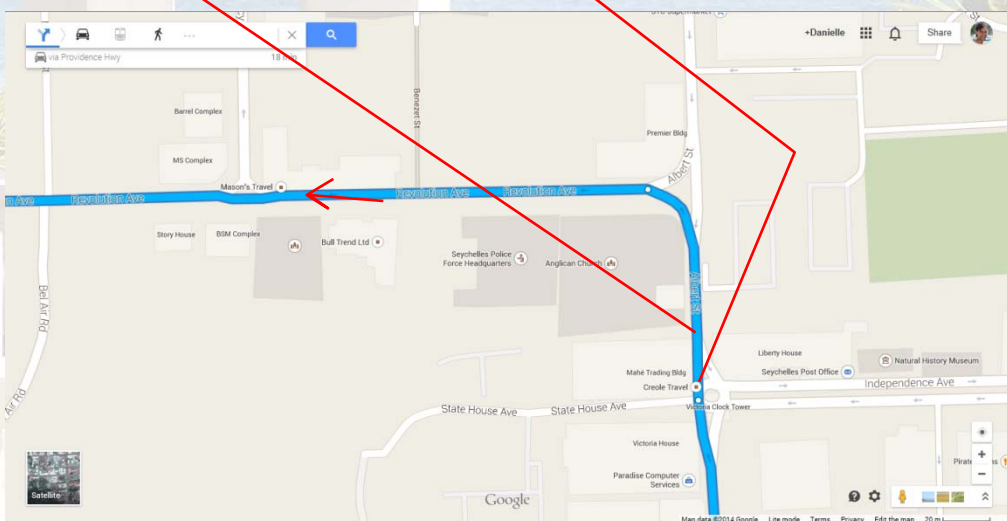 +Danielle
Share
via Providence Hwy
18 min
Barrel Complex
Benezet St
Premier Bldg
MS Complex
Albert St
Mason's Travel
n Ave
Revolution Ave
Revolution Ave
Revolution Ave
Story House
BSM Complex
Bull Trend Ltd
Seychelles Police
Force Headquarters
Anglican Church
Albert St
Bel Air Rd
Liberty House
Natural History Museum
Mahé Trading Bldg
Seychelles Post Office
Creole Travel
Independence Ave
Air Rd
State House Ave
State House Ave
Victoria Clock Tower
Victoria House
Paradise Computer
Services
Satellite
Google
Map data ©2014 Google
Lite mode
Terms
Privacy
Edit the map
20 m